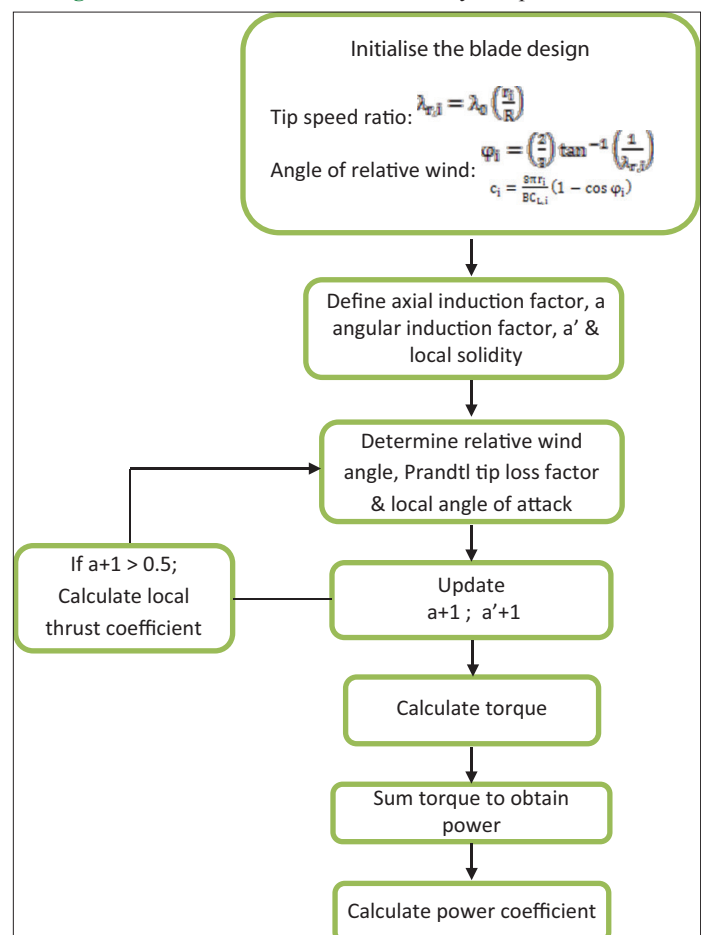 Initialise the blade design
Tip speed ratio: λr,i = λ0 (ri/R)
Angle of relative wind: φi = (2/3) tan⁻¹ (1/λr,i)
ci = 8πri/BCL,i (1 − cos φi)
Define axial induction factor, a
angular induction factor, a’ &
local solidity
Determine relative wind
angle, Prandtl tip loss factor
& local angle of attack
If a+1 > 0.5;
Calculate local
thrust coefficient
Update
a+1 ; a’+1
Calculate torque
Sum torque to obtain
power
Calculate power coefficient